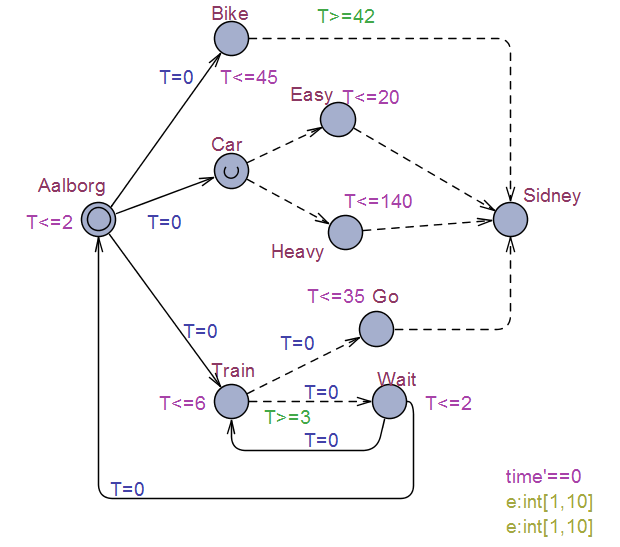 Bike
T>=42
T=0
T<=45
Easy
T<=20
Car
Aalborg
T<=2
T=0
T<=140
Sidney
Heavy
T<=35
Go
T=0
T=0
Train
T=0
Wait
T<=6
T>=3
T<=2
T=0
T=0
time'==0
e:int[1,10]
e:int[1,10]